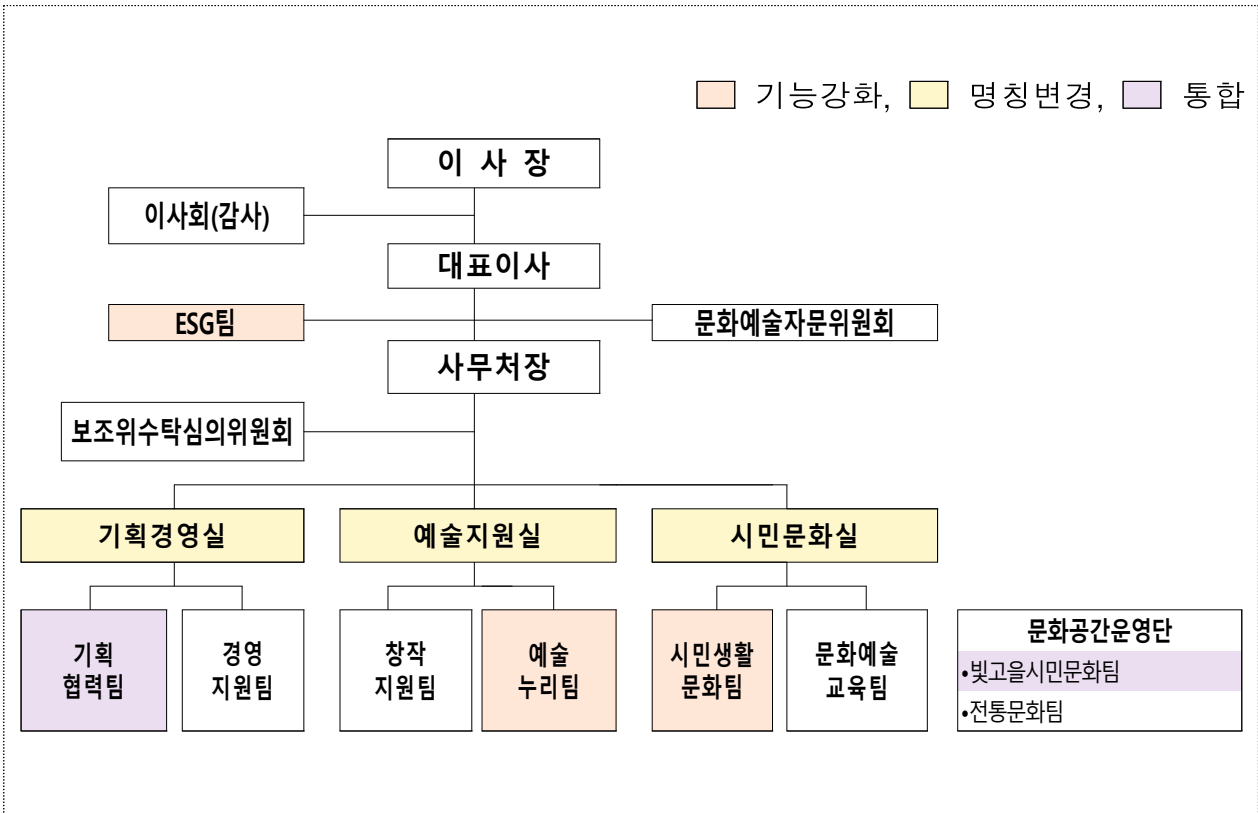 기능강화, 명칭변경, 통합
이 사 장
이사회(감사)
대표이사
ESG팀
문화예술자문위원회
사무처장
보조위수탁심의위원회
기획경영실
예술지원실
시민문화실
기획
협력팀
경영
지원팀
창작
지원팀
예술
누리팀
시민생활
문화팀
문화예술
교육팀
문화공간운영단
•빛고을시민문화팀
•전통문화팀